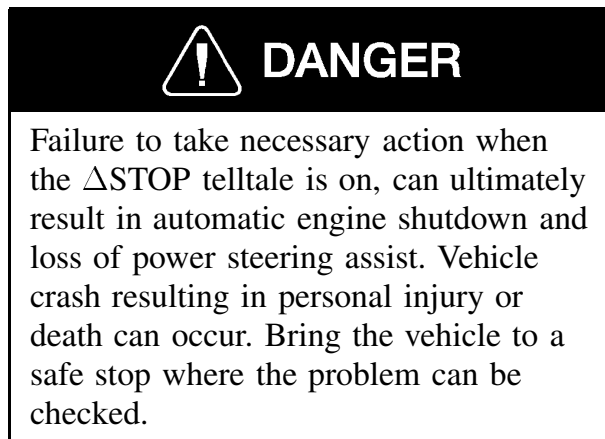 DANGER
Failure to take necessary action when
the ΔSTOP telltale is on, can ultimately
result in automatic engine shutdown and
loss of power steering assist. Vehicle
crash resulting in personal injury or
death can occur. Bring the vehicle to a
safe stop where the problem can be
checked.